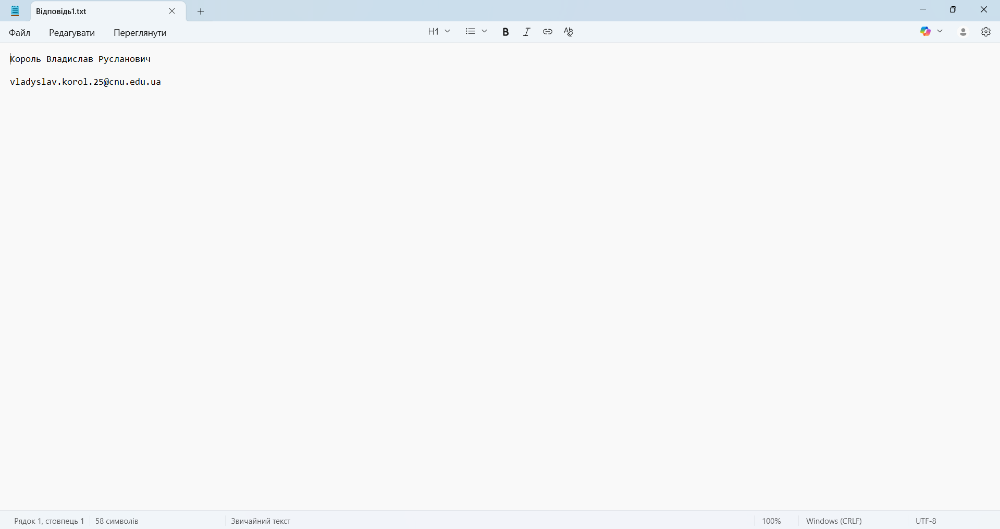 Відповідь1.txt
Файл Редагувати Переглянути H1
Король Владислав Русланович
vladyslav.korol.25@cnu.edu.ua
Рядок 1, стовпець 1 58 символів Звичайний текст 100% Windows (CRLF) UTF-8